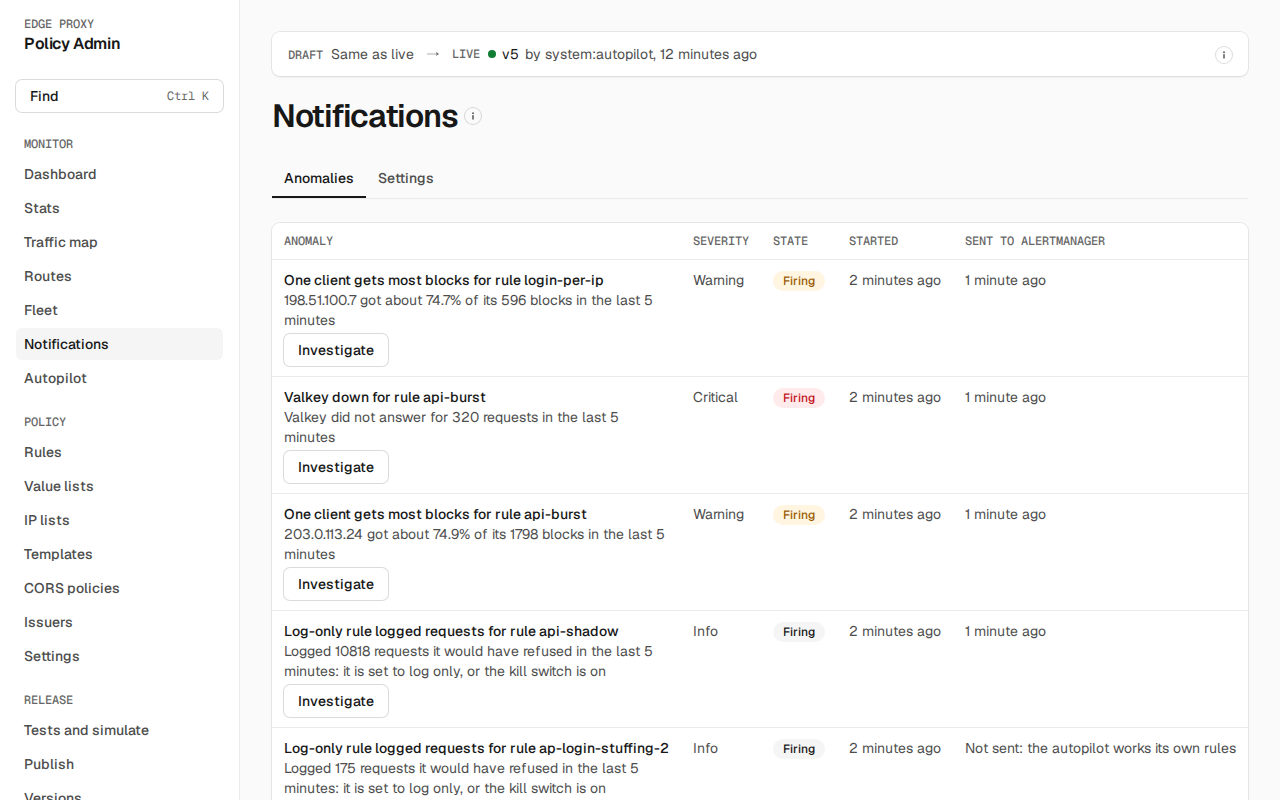 EDGE PROXY
Policy Admin
Find Ctrl K
MONITOR
Dashboard
Stats
Traffic map
Routes
Fleet
Notifications
Autopilot
POLICY
Rules
Value lists
IP lists
Templates
CORS policies
Issuers
Settings
RELEASE
Tests and simulate
Publish
Versions
DRAFT Same as live → LIVE v5 by system:autopilot, 12 minutes ago
Notifications
Anomalies Settings
ANOMALY SEVERITY STATE STARTED SENT TO ALERTMANAGER
One client gets most blocks for rule login-per-ip Warning Firing 2 minutes ago 1 minute ago
198.51.100.7 got about 74.7% of its 596 blocks in the last 5
minutes
Investigate
Valkey down for rule api-burst Critical Firing 2 minutes ago 1 minute ago
Valkey did not answer for 320 requests in the last 5
minutes
Investigate
One client gets most blocks for rule api-burst Warning Firing 2 minutes ago 1 minute ago
203.0.113.24 got about 74.9% of its 1798 blocks in the last 5
minutes
Investigate
Log-only rule logged requests for rule api-shadow Info Firing 2 minutes ago 1 minute ago
Logged 10818 requests it would have refused in the last 5
minutes: it is set to log only, or the kill switch is on
Investigate
Log-only rule logged requests for rule ap-login-stuffing-2 Info Firing 2 minutes ago Not sent: the autopilot works its own rules
Logged 175 requests it would have refused in the last 5
minutes: it is set to log only, or the kill switch is on